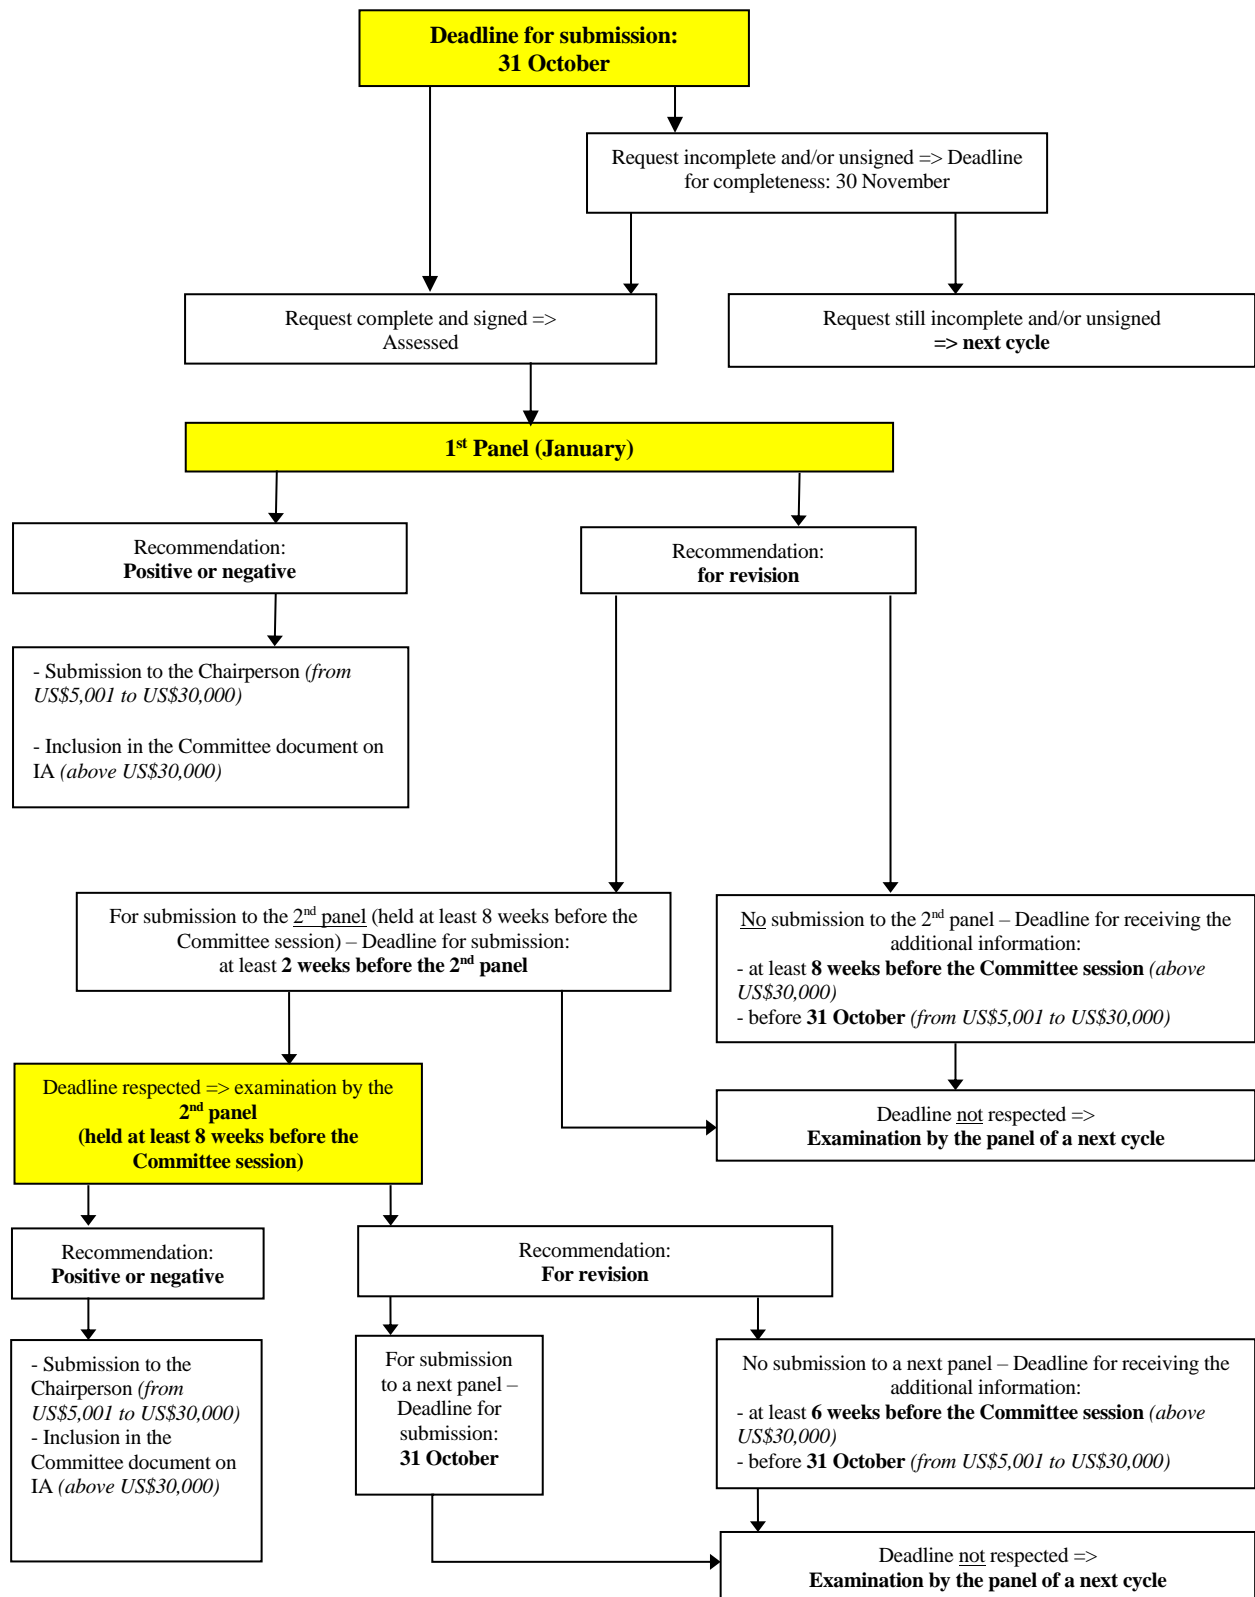 Deadline for submission:
31 October
Request incomplete and/or unsigned => Deadline
for completeness: 30 November
Request complete and signed =>
Assessed
Request still incomplete and/or unsigned
=> next cycle
1st Panel (January)
Recommendation:
Positive or negative
Recommendation:
for revision
- Submission to the Chairperson (from
US$5,001 to US$30,000)
- Inclusion in the Committee document on
IA (above US$30,000)
For submission to the 2nd panel (held at least 8 weeks before the
Committee session) – Deadline for submission:
at least 2 weeks before the 2nd panel
No submission to the 2nd panel – Deadline for receiving the
additional information:
- at least 8 weeks before the Committee session (above
US$30,000)
- before 31 October (from US$5,001 to US$30,000)
Deadline respected => examination by the
2nd panel
(held at least 8 weeks before the
Committee session)
Deadline not respected =>
Examination by the panel of a next cycle
Recommendation:
Positive or negative
Recommendation:
For revision
- Submission to the
Chairperson (from
US$5,001 to US$30,000)
- Inclusion in the
Committee document on
IA (above US$30,000)
For submission
to a next panel –
Deadline for
submission:
31 October
No submission to a next panel – Deadline for receiving the
additional information:
- at least 6 weeks before the Committee session (above
US$30,000)
- before 31 October (from US$5,001 to US$30,000)
Deadline not respected =>
Examination by the panel of a next cycle